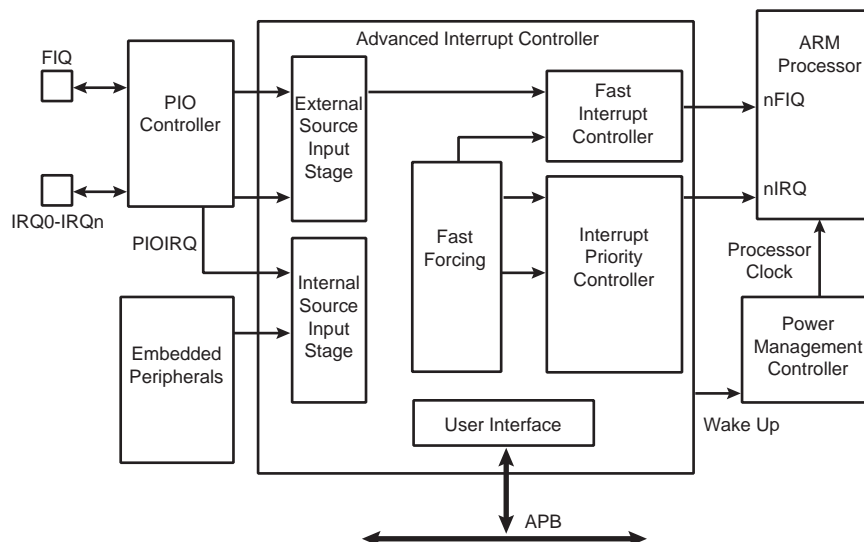 FIQ
PIO
Controller
IRQ0-IRQn
PIOIRQ
Embedded
Peripherals
Advanced Interrupt Controller
External
Source
Input
Stage
Internal
Source
Input
Stage
Fast
Forcing
Fast
Interrupt
Controller
Interrupt
Priority
Controller
User Interface
ARM
Processor
nFIQ
nIRQ
Processor
Clock
Power
Management
Controller
Wake Up
APB